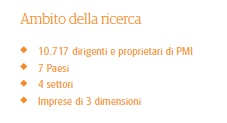 Ambito della ricerca
◆ 10.717 dirigenti e proprietari di PMI
◆ 7 Paesi
◆ 4 settori
◆ Imprese di 3 dimensioni